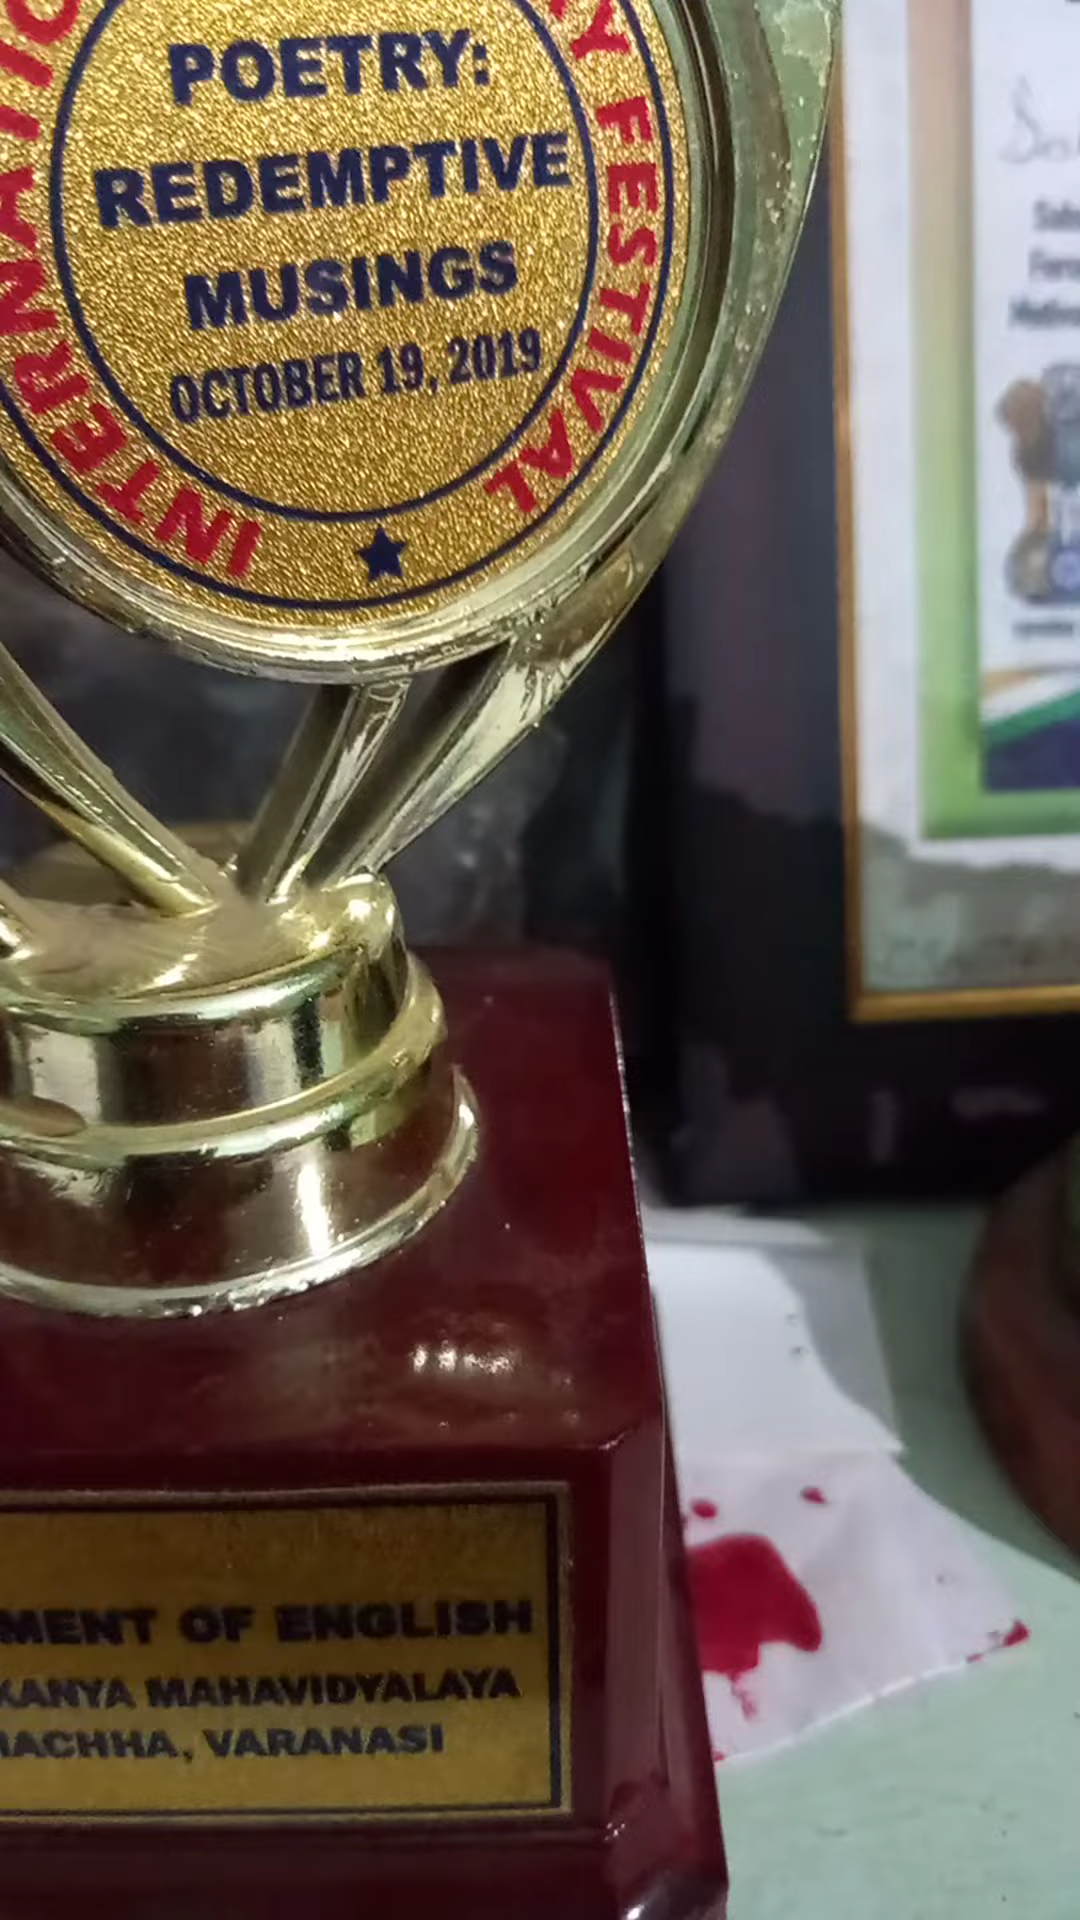 POETRY:
REDEMPTIVE
MUSINGS
OCTOBER 19, 2019
INTERNATIO
Y FESTIVAL
MENT OF ENGLISH
KANYA MAHAVIDYALAYA
ACHHA, VARANASI